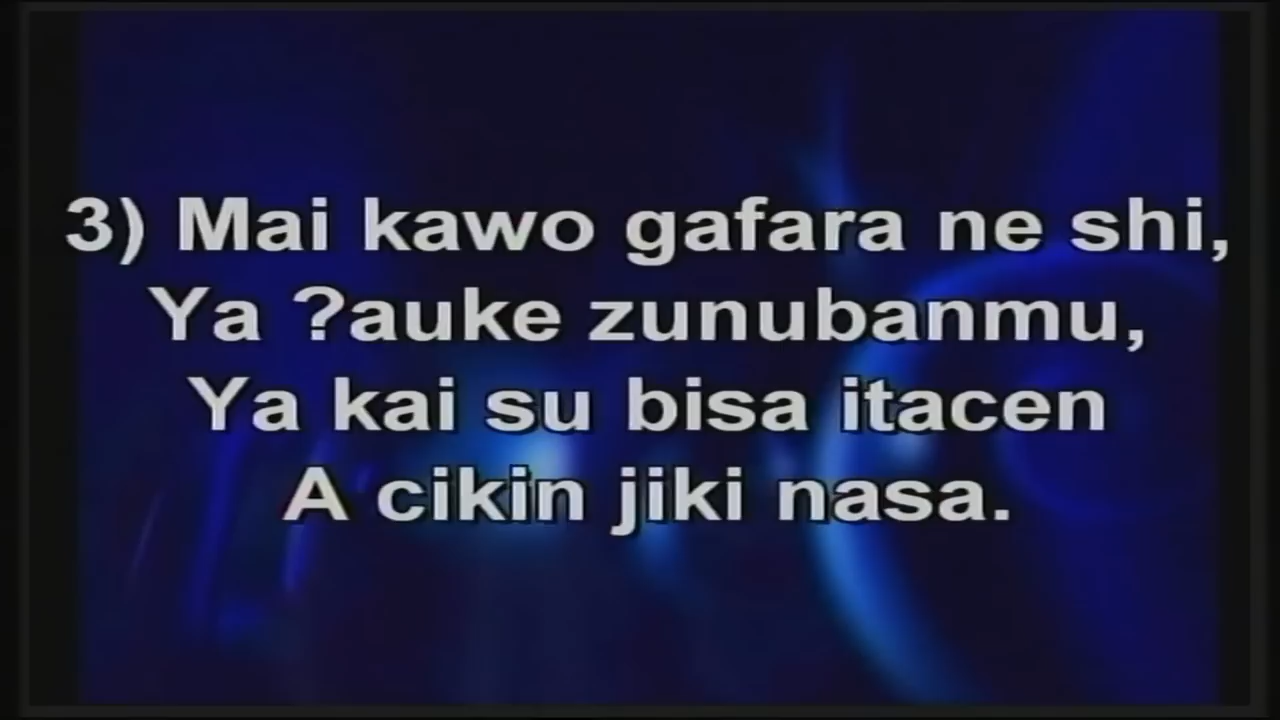 3) Mai kawo gafara ne shi,
Ya ?auke zunubanmu,
Ya kai su bisa itacen
A cikin jiki nasa.